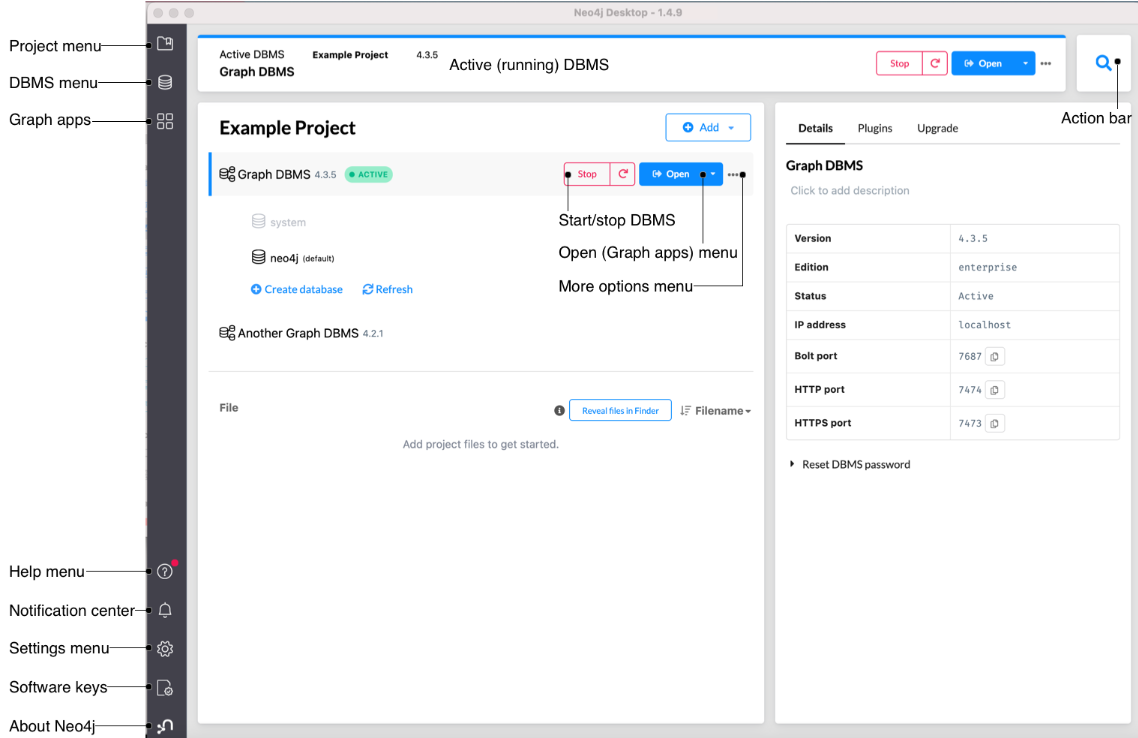 Neo4j Desktop - 1.4.9
Project menu
DBMS menu
Graph apps
Active DBMS Example Project 4.3.5
Graph DBMS
Active (running) DBMS
Stop
Open
Action bar
Example Project
Add
Graph DBMS 4.3.5 ACTIVE
Stop
Open
system
Start/stop DBMS
neo4j (default)
Open (Graph apps) menu
Create database Refresh
More options menu
Another Graph DBMS 4.2.1
File
Reveal files in Finder
Filename
Add project files to get started.
Details Plugins Upgrade
Graph DBMS
Click to add description
Version 4.3.5
Edition enterprise
Status Active
IP address localhost
Bolt port 7687
HTTP port 7474
HTTPS port 7473
Reset DBMS password
Help menu
Notification center
Settings menu
Software keys
About Neo4j